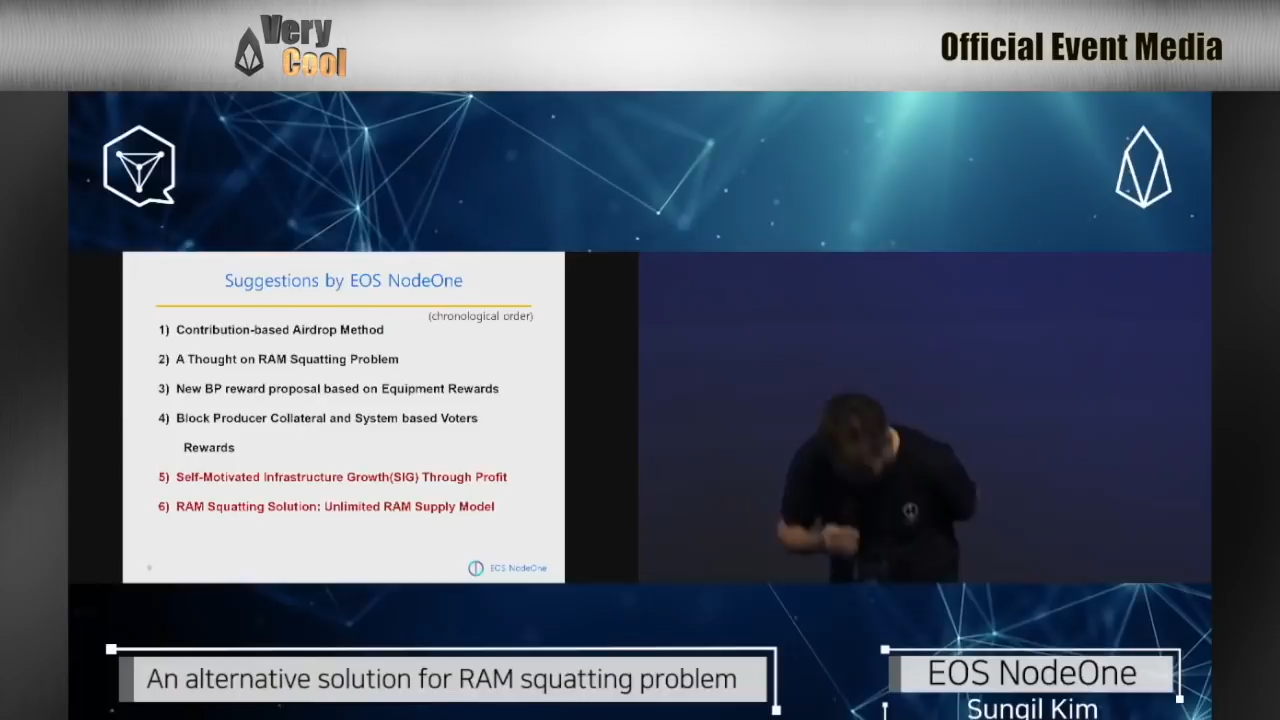 Very
Cool
Official Event Media
Suggestions by EOS NodeOne
(chronological order)
1) Contribution-based Airdrop Method
2) A Thought on RAM Squatting Problem
3) New BP reward proposal based on Equipment Rewards
4) Block Producer Collateral and System based Voters
Rewards
5) Self-Motivated Infrastructure Growth(SIG) Through Profit
6) RAM Squatting Solution: Unlimited RAM Supply Model
EOS NodeOne
An alternative solution for RAM squatting problem
EOS NodeOne
Sungil Kim